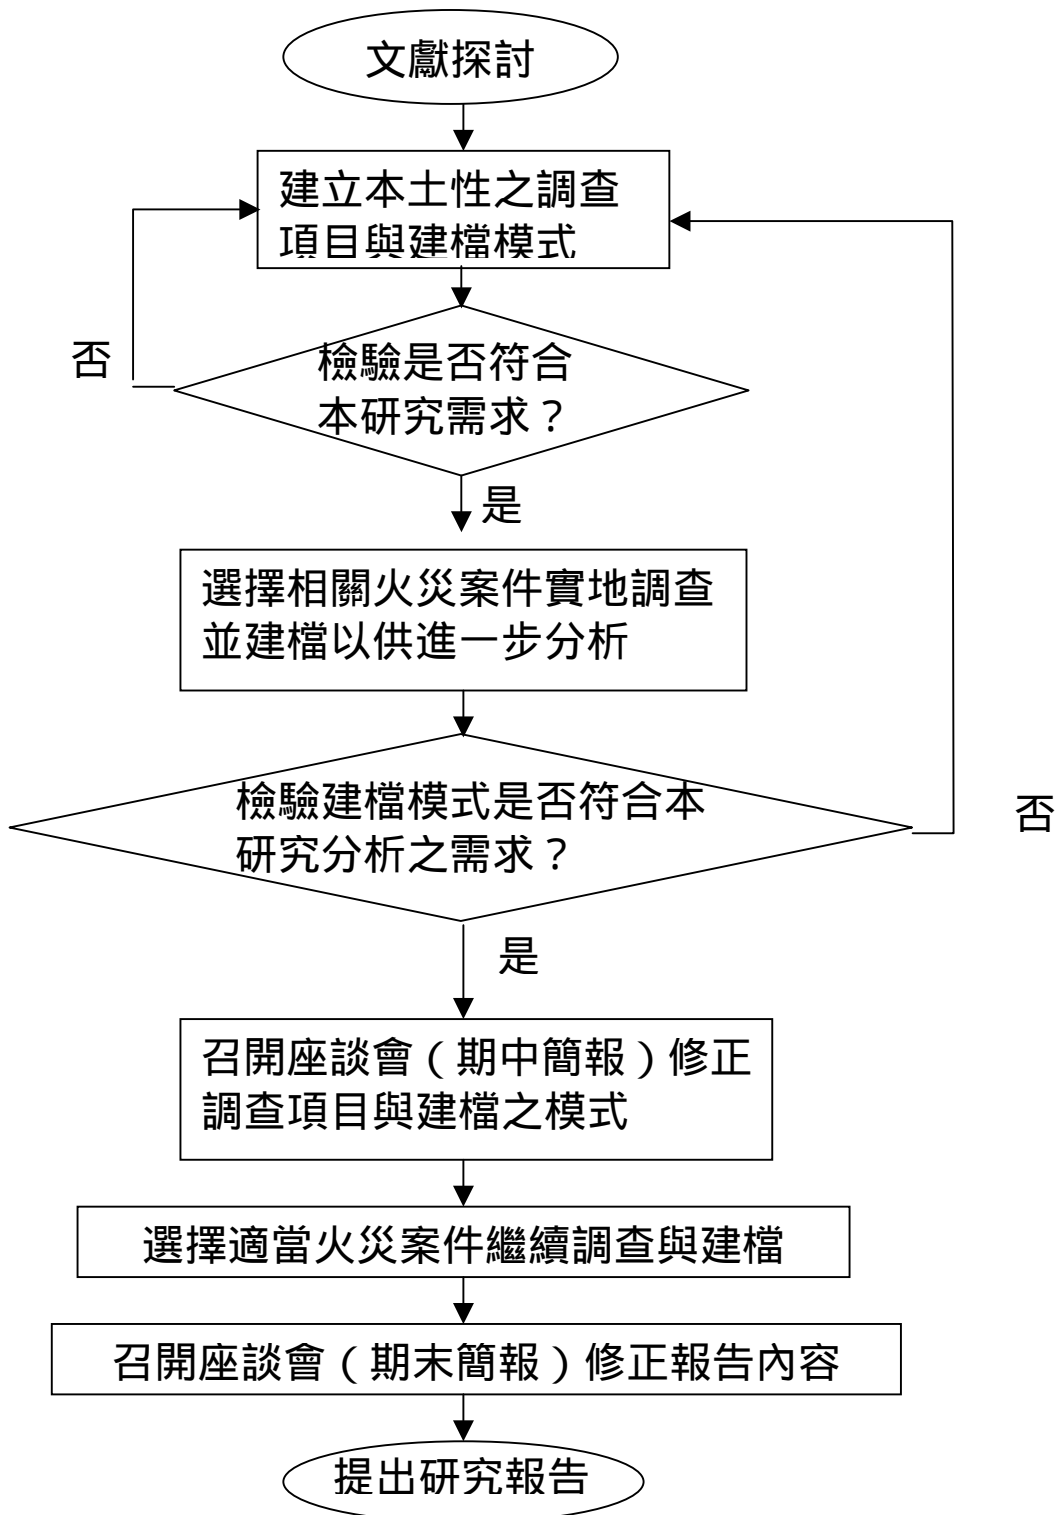 文獻探討
建立本土性之調查
項目與建檔模式
否
檢驗是否符合
本研究需求？
是
選擇相關火災案件實地調查
並建檔以供進一步分析
檢驗建檔模式是否符合本
研究分析之需求？
否
是
召開座談會（期中簡報）修正
調查項目與建檔之模式
選擇適當火災案件繼續調查與建檔
召開座談會（期末簡報）修正報告內容
提出研究報告